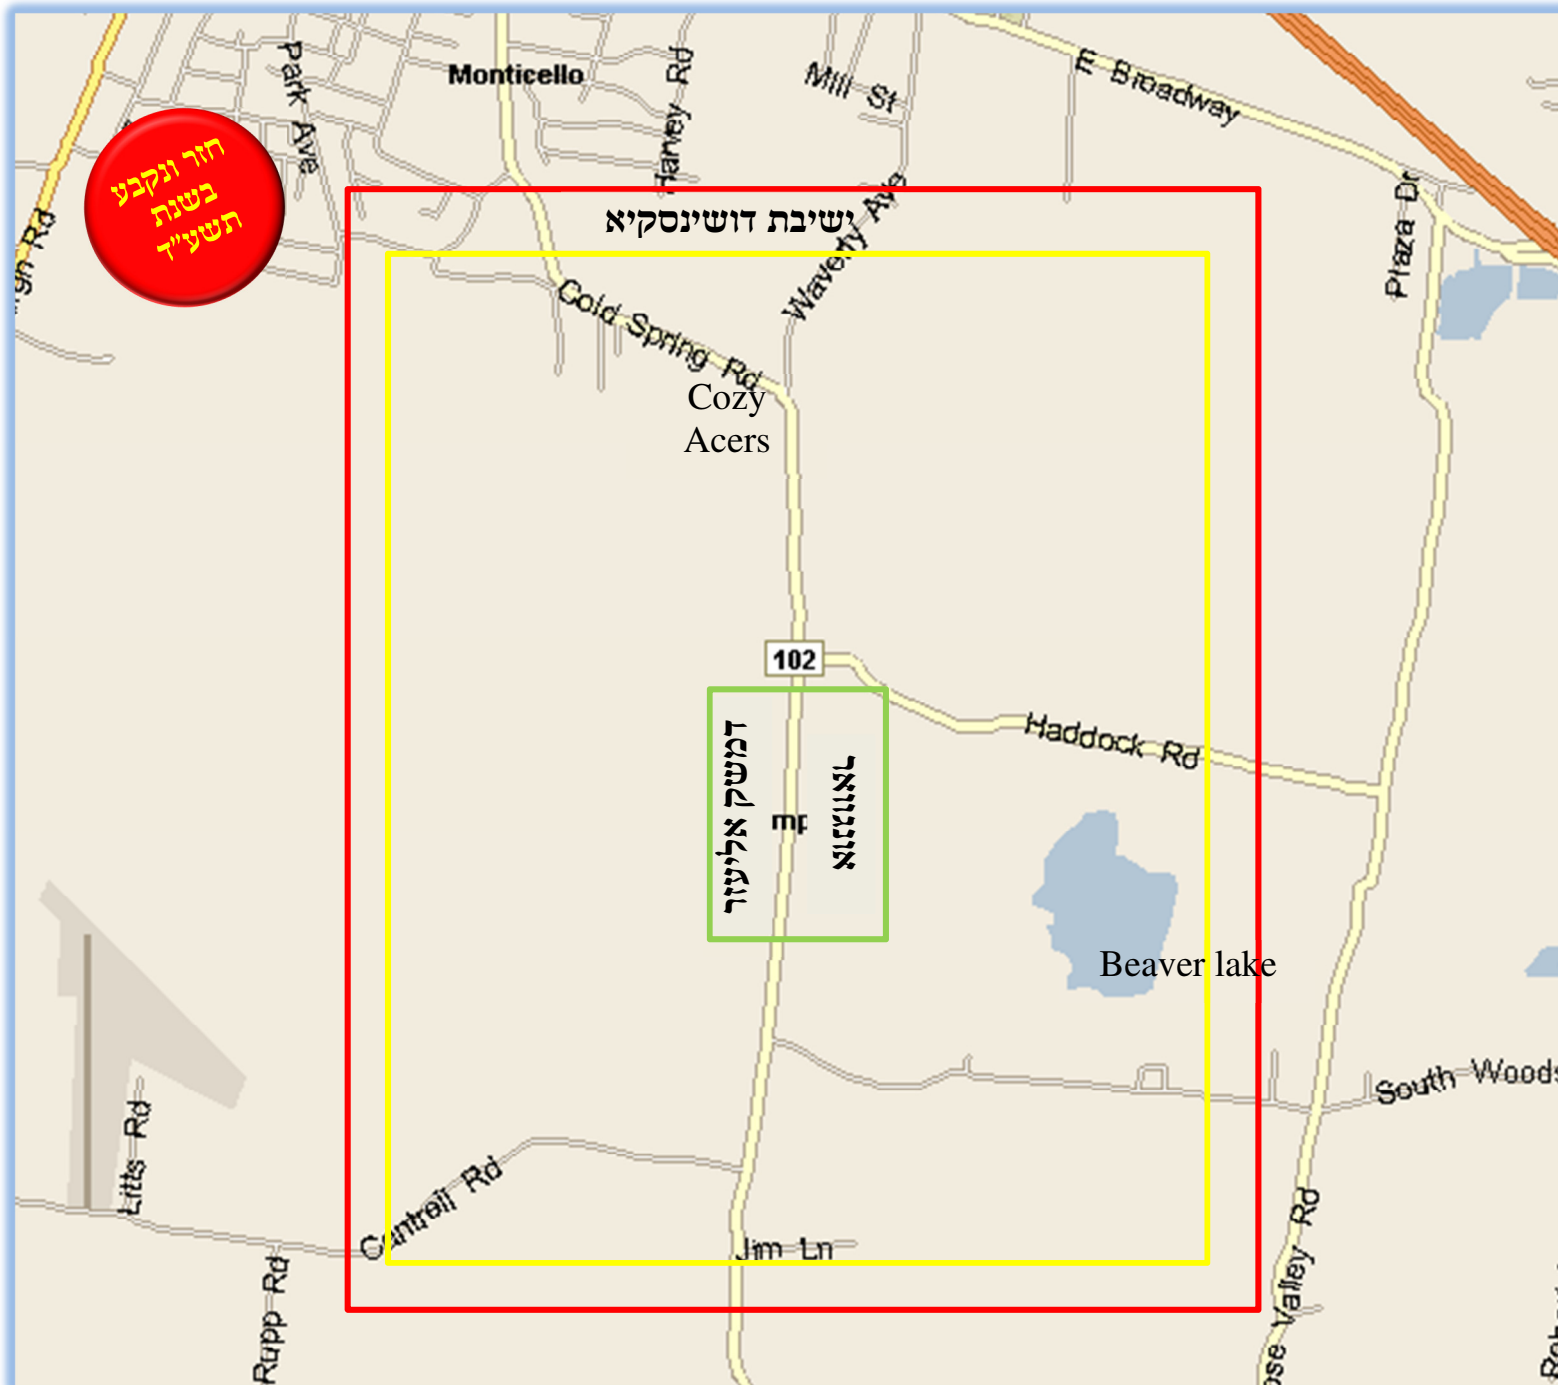 Monticello
Park Ave
Harvey Rd
Mill St
E Broadway
חזר ונקבע
בשנת
תשע״ד
ישיבת דושינסקיא
Waverly Ave
Plaza Dr
Cold Spring Rd
Cozy
Acers
102
Haddock Rd
דמשק אליעזר
mp
Beaver lake
South Woods
Litts Rd
Cantrell Rd
Jim Ln
Rupp Rd
ose Valley Rd